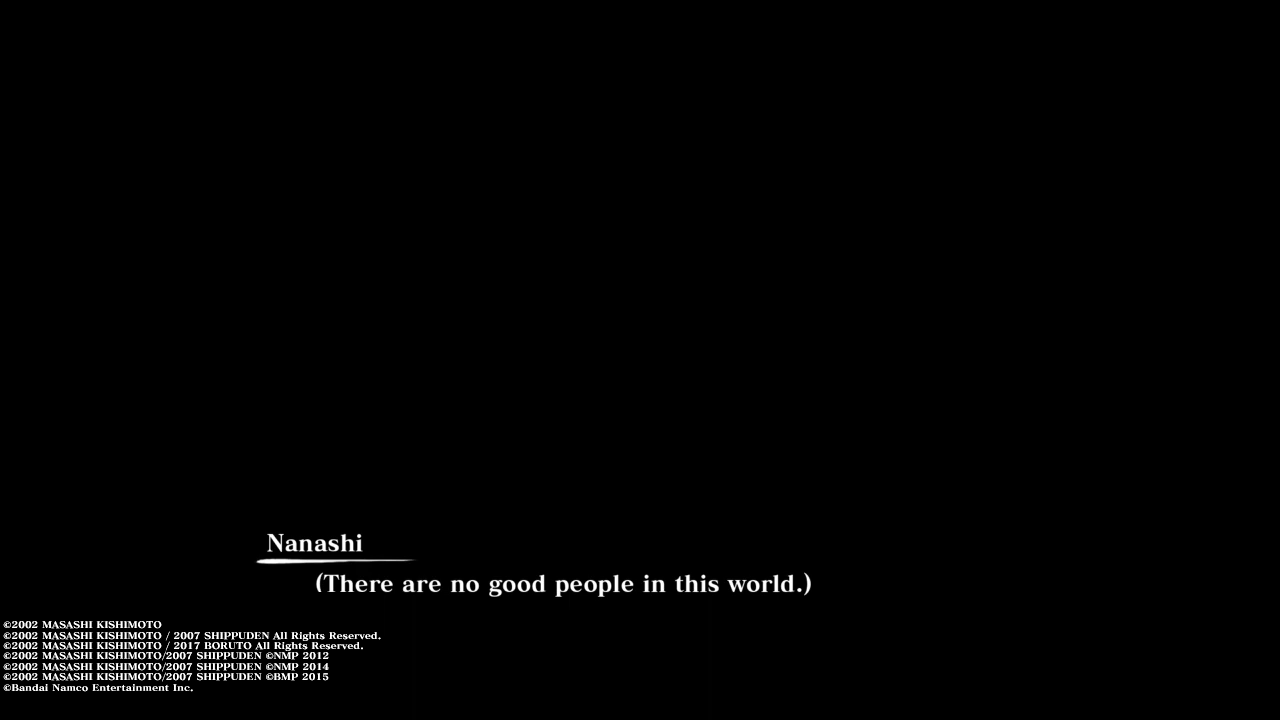 Nanashi
(There are no good people in this world.)
©2002 MASASHI KISHIMOTO
©2002 MASASHI KISHIMOTO / 2007 SHIPPUDEN All Rights Reserved.
©2002 MASASHI KISHIMOTO / 2017 BORUTO All Rights Reserved.
©2002 MASASHI KISHIMOTO/2007 SHIPPUDEN ©NMP 2012
©2002 MASASHI KISHIMOTO/2007 SHIPPUDEN ©NMP 2014
©2002 MASASHI KISHIMOTO/2007 SHIPPUDEN ©BMP 2015
©Bandai Namco Entertainment Inc.